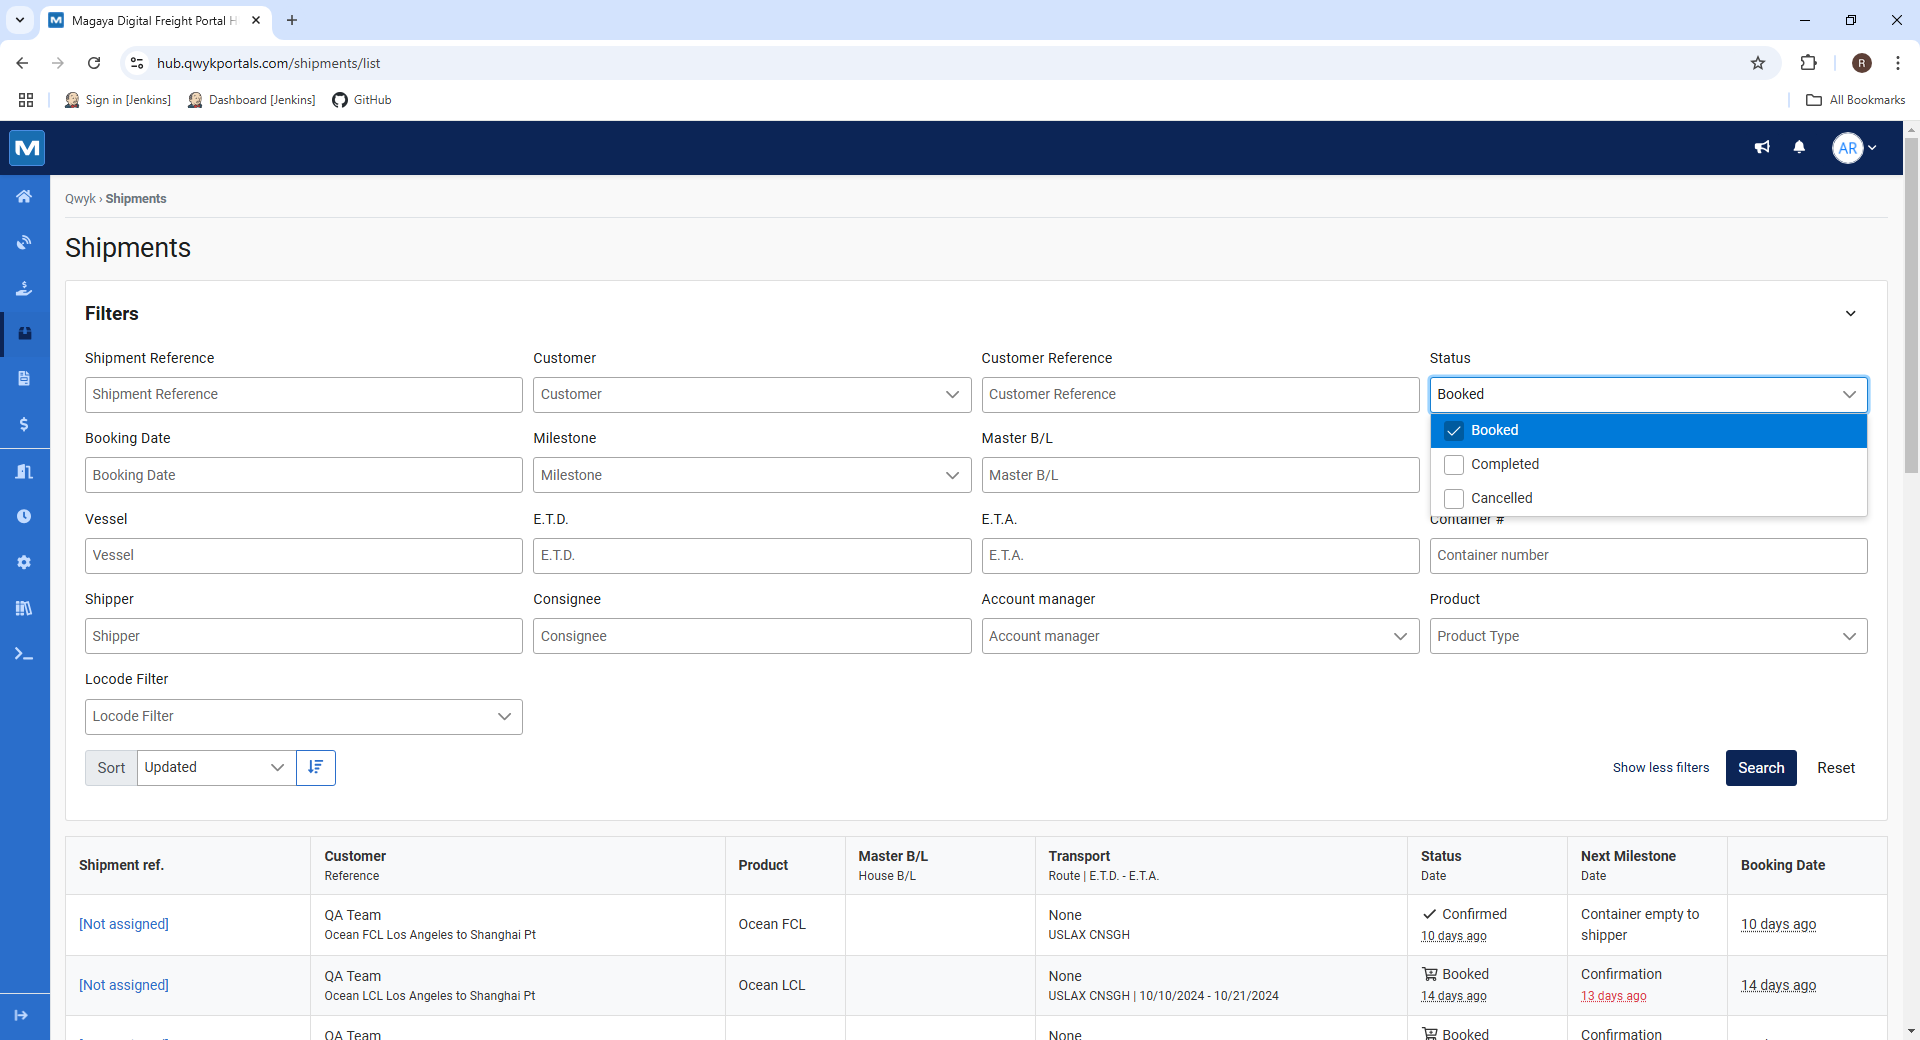 Magaya Digital Freight Portal H
hub.qwykportals.com/shipments/list
R
Sign in [Jenkins]
Dashboard [Jenkins]
GitHub
All Bookmarks
M
AR
Qwyk › Shipments
Shipments
Filters
Shipment Reference
Customer
Customer Reference
Status
Shipment Reference
Customer
Customer Reference
Booked
Booked
Completed
Cancelled
Booking Date
Milestone
Master B/L
Booking Date
Milestone
Master B/L
Vessel
E.T.D.
E.T.A.
Container #
Vessel
E.T.D.
E.T.A.
Container number
Shipper
Consignee
Account manager
Product
Shipper
Consignee
Account manager
Product Type
Locode Filter
Locode Filter
Sort
Updated
Show less filters
Search
Reset
Shipment ref.
Customer
Reference
Product
Master B/L
House B/L
Transport
Route | E.T.D. - E.T.A.
Status
Date
Next Milestone
Date
Booking Date
[Not assigned]
QA Team
Ocean FCL Los Angeles to Shanghai Pt
Ocean FCL
None
USLAX CNSGH
Confirmed
10 days ago
Container empty to
shipper
10 days ago
[Not assigned]
QA Team
Ocean LCL Los Angeles to Shanghai Pt
Ocean LCL
None
USLAX CNSGH | 10/10/2024 - 10/21/2024
Booked
14 days ago
Confirmation
13 days ago
14 days ago
QA Team
None
Booked
Confirmation